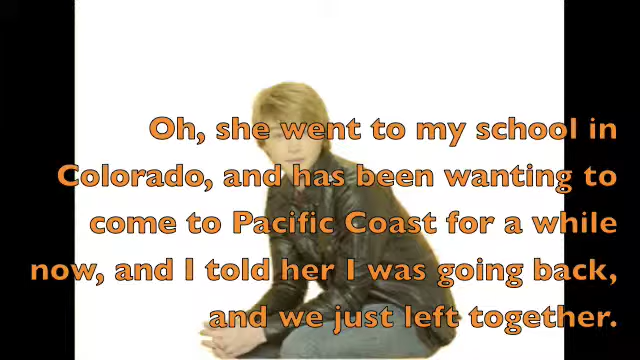 Oh, she went to my school in
Colorado, and has been wanting to
come to Pacific Coast for a while
now, and I told her I was going back,
and we just left together.